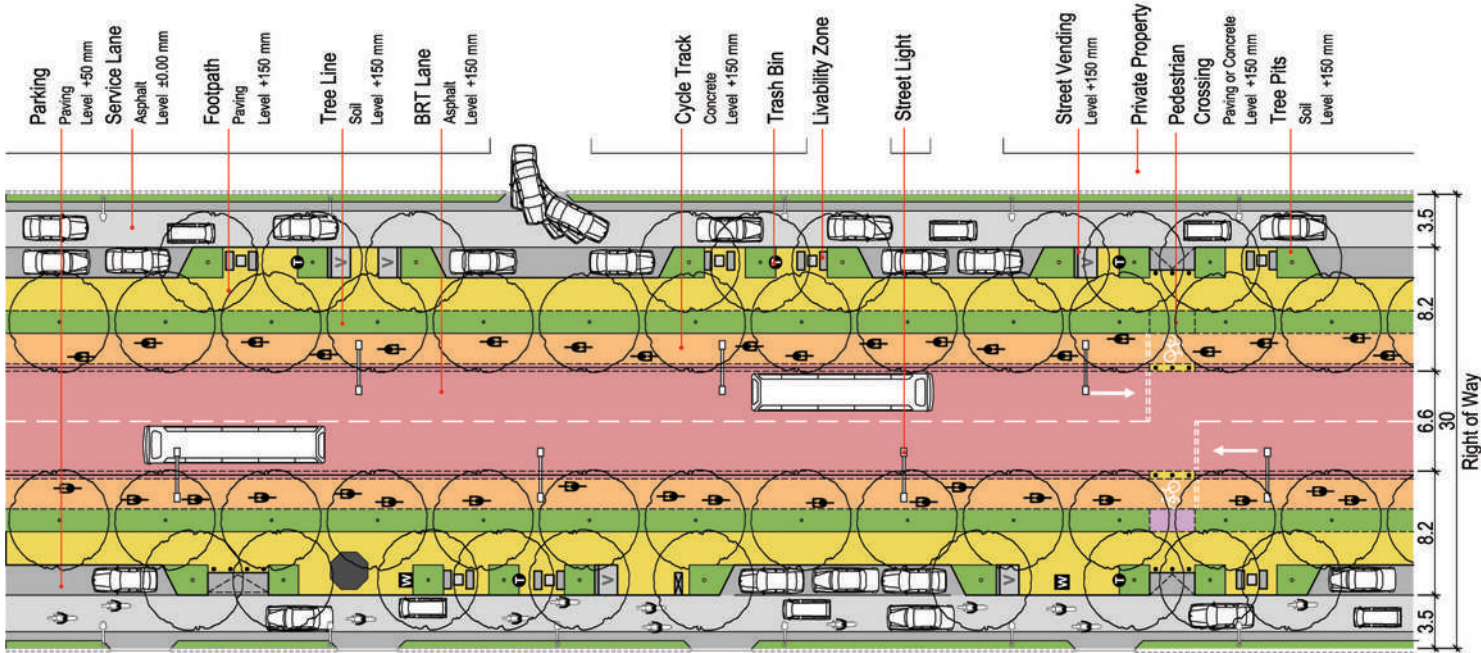 Parking
Paving
Level +50 mm
Service Lane
Asphalt
Level ±0.00 mm
Footpath
Paving
Level +150 mm
Tree Line
Soil
Level +150 mm
BRT Lane
Asphalt
Level +150 mm
Cycle Track
Concrete
Level +150 mm
Trash Bin
Livability Zone
Street Light
Street Vending
Level +150 mm
Private Property
Pedestrian
Crossing
Paving or Concrete
Level +150 mm
Tree Pits
Soil
Level +150 mm
T
V
V
T
V
T
3.5
8.2
6.6
30
Right of Way
8.2
3.5
W
T
V
V
W
T